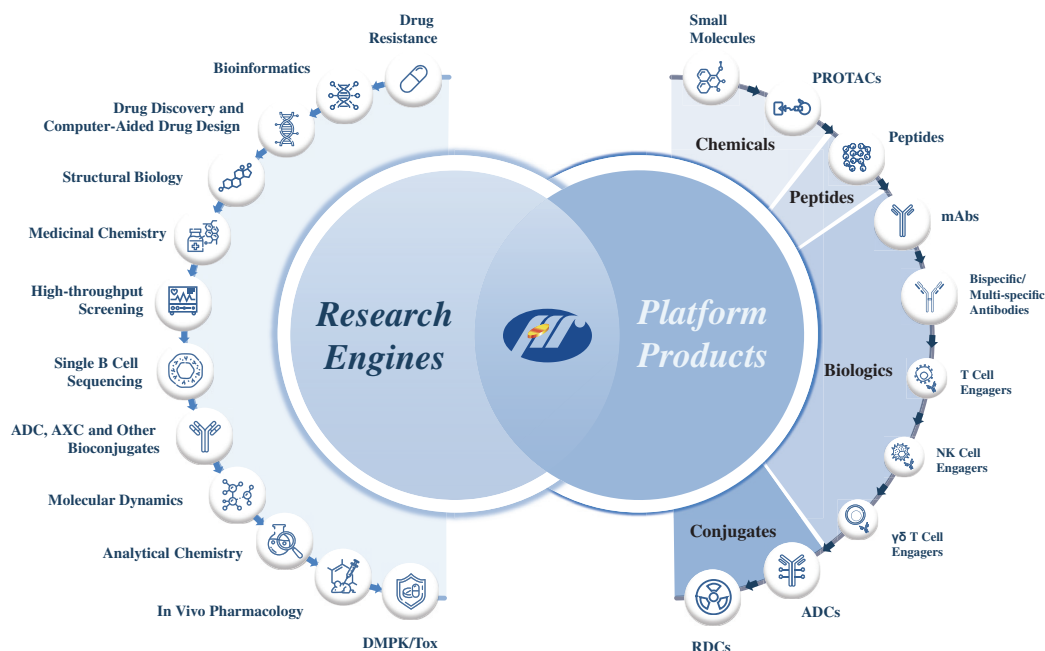 Drug
Resistance
Bioinformatics
Drug Discovery and
Computer-Aided Drug Design
Structural Biology
Medicinal Chemistry
High-throughput
Screening
Single B Cell
Sequencing
ADC, AXC and Other
Bioconjugates
Molecular Dynamics
Analytical Chemistry
In Vivo Pharmacology
DMPK/Tox
Research
Engines
Platform
Products
Small
Molecules
PROTACs
Chemicals
Peptides
Peptides
mAbs
Bispecific/
Multi-specific
Antibodies
Biologics
T Cell
Engagers
NK Cell
Engagers
γδ T Cell
Engagers
Conjugates
ADCs
RDCs